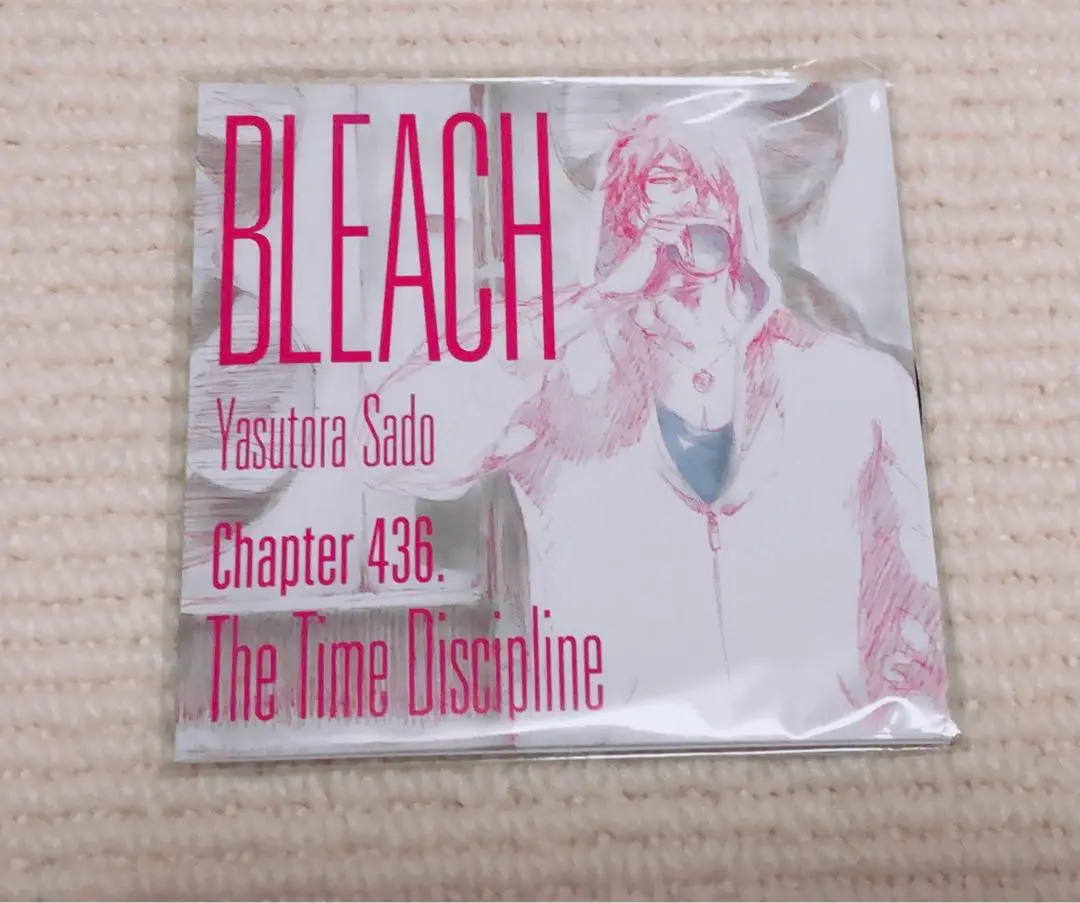 BLEACH
Yasutora Sado
Chapter 436.
The Time Discipline